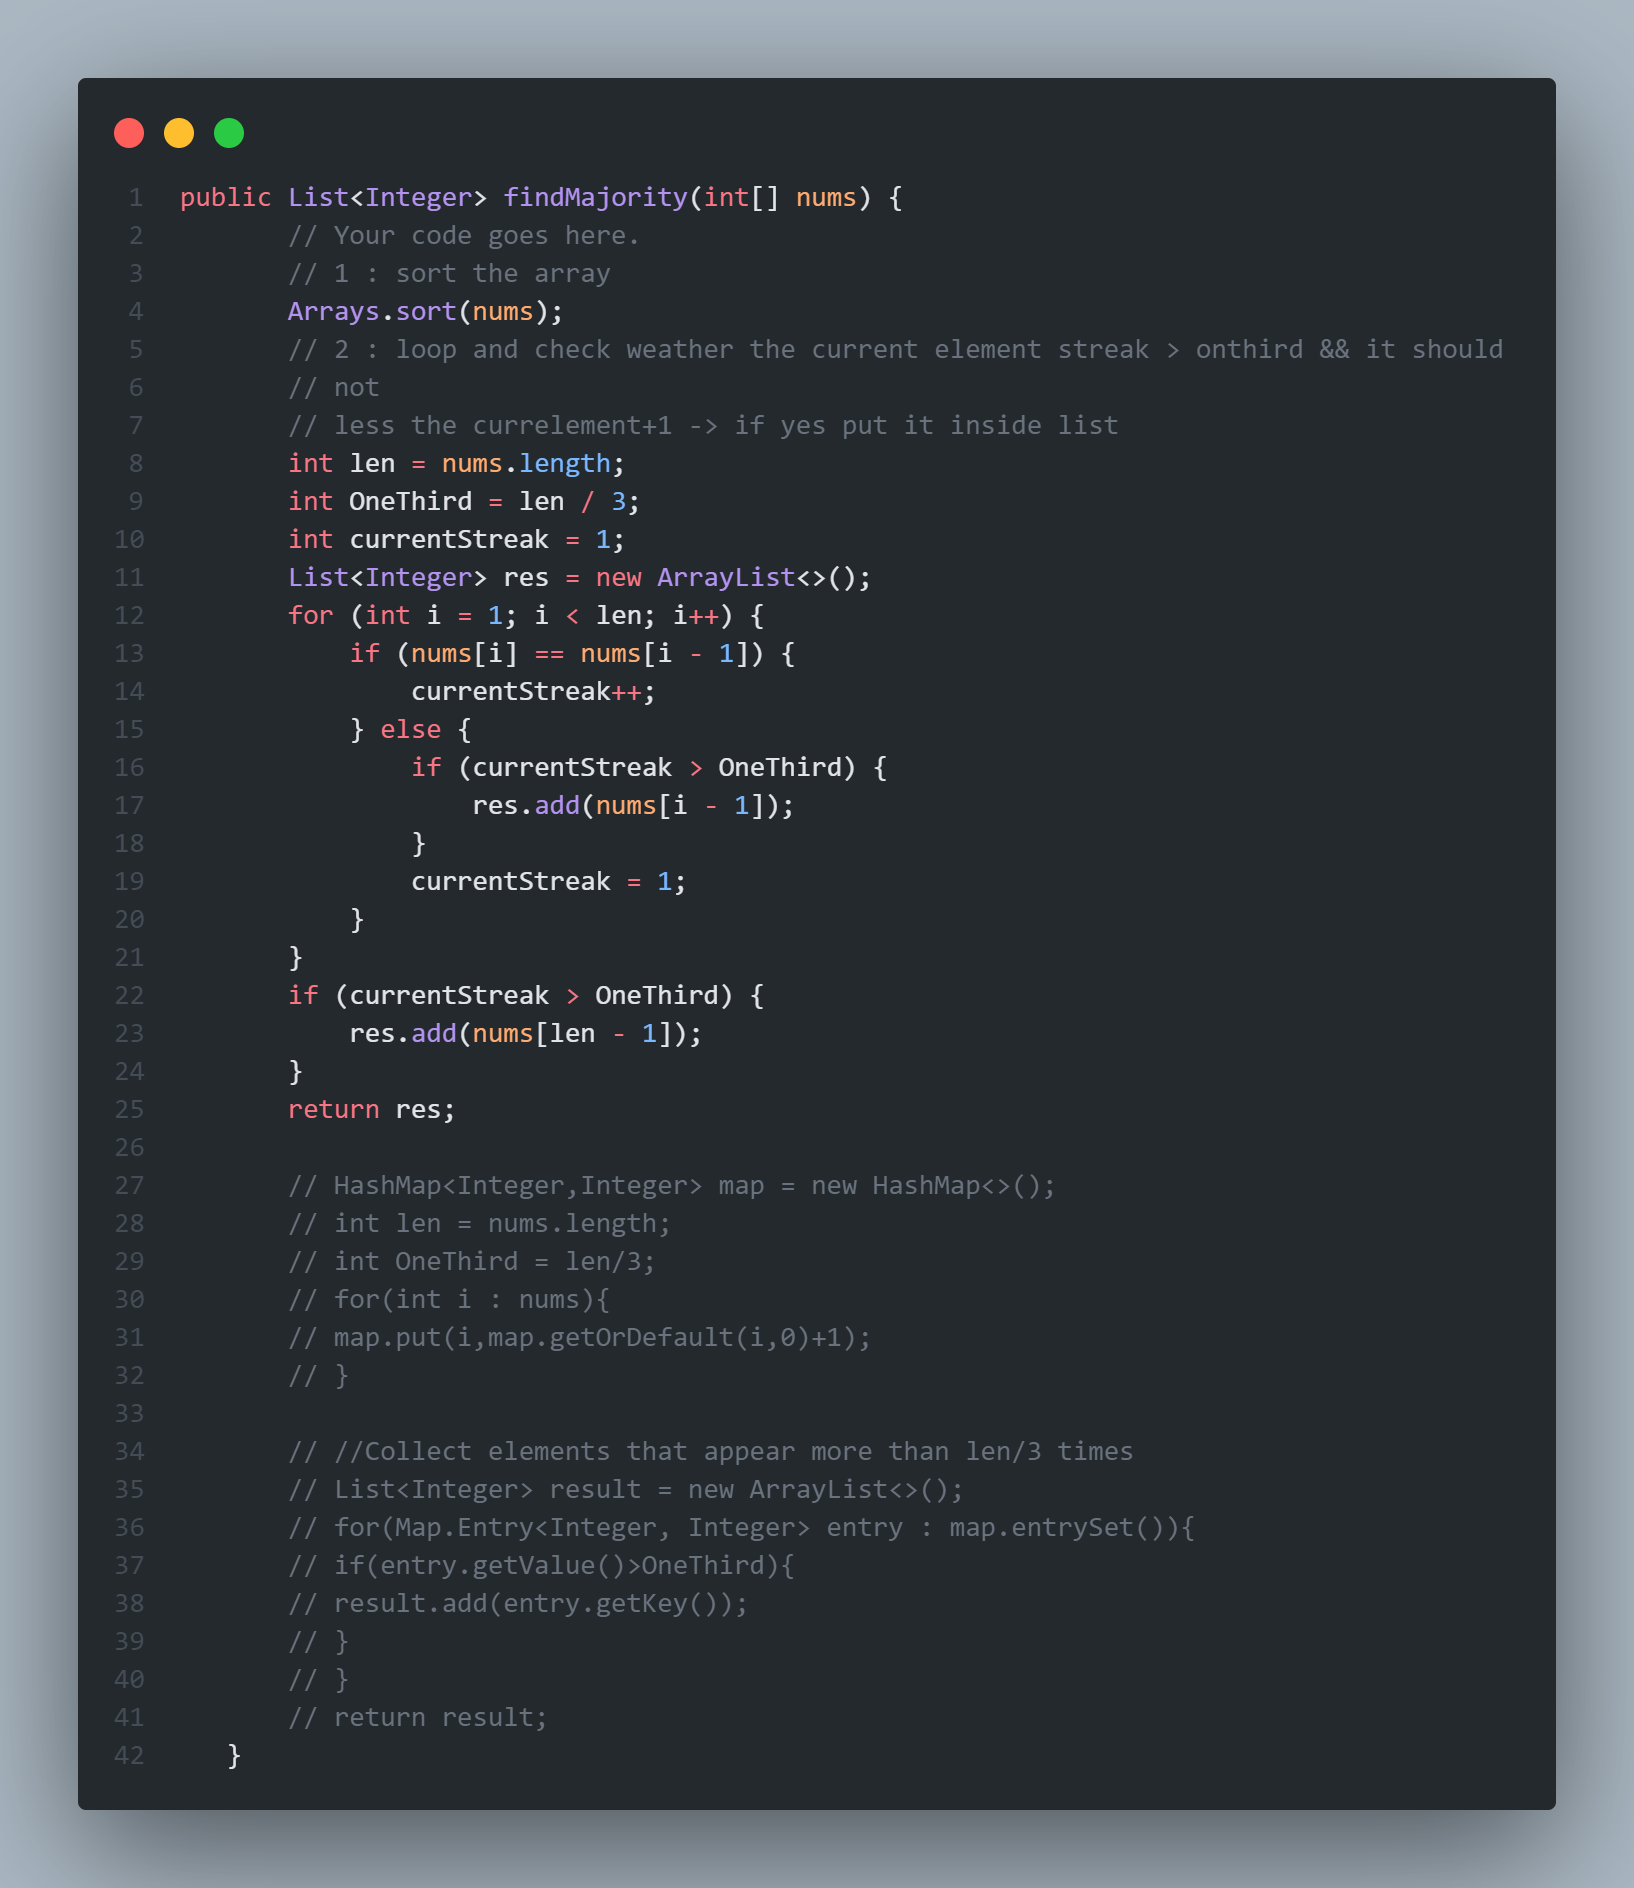 1 public List<Integer> findMajority(int[] nums) {
2 // Your code goes here.
3 // 1 : sort the array
4 Arrays.sort(nums);
5 // 2 : loop and check weather the current element streak > onthird && it should
6 // not
7 // less the currelement+1 -> if yes put it inside list
8 int len = nums.length;
9 int OneThird = len / 3;
10 int currentStreak = 1;
11 List<Integer> res = new ArrayList<>();
12 for (int i = 1; i < len; i++) {
13 if (nums[i] == nums[i - 1]) {
14 currentStreak++;
15 } else {
16 if (currentStreak > OneThird) {
17 res.add(nums[i - 1]);
18 }
19 currentStreak = 1;
20 }
21 }
22 if (currentStreak > OneThird) {
23 res.add(nums[len - 1]);
24 }
25 return res;
26
27 // HashMap<Integer,Integer> map = new HashMap<>();
28 // int len = nums.length;
29 // int OneThird = len/3;
30 // for(int i : nums){
31 // map.put(i,map.getOrDefault(i,0)+1);
32 // }
33
34 // //Collect elements that appear more than len/3 times
35 // List<Integer> result = new ArrayList<>();
36 // for(Map.Entry<Integer, Integer> entry : map.entrySet()){
37 // if(entry.getValue()>OneThird){
38 // result.add(entry.getKey());
39 // }
40 // }
41 // return result;
42 }